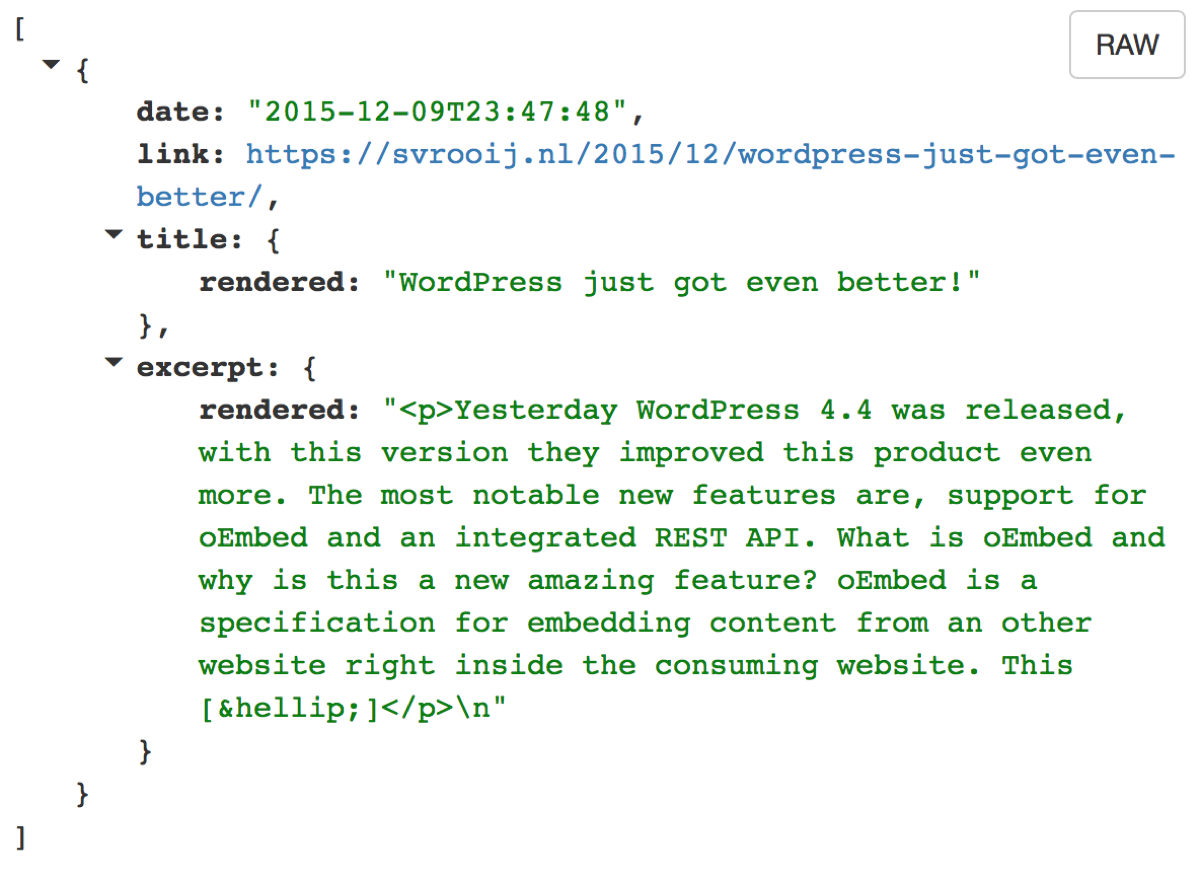 [
RAW
{
date: "2015-12-09T23:47:48",
link: https://svrooij.nl/2015/12/wordpress-just-got-even-
better/,
title: {
rendered: "WordPress just got even better!"
},
excerpt: {
rendered: "<p>Yesterday WordPress 4.4 was released,
with this version they improved this product even
more. The most notable new features are, support for
oEmbed and an integrated REST API. What is oEmbed and
why is this a new amazing feature? oEmbed is a
specification for embedding content from an other
website right inside the consuming website. This
[&hellip;]</p>\n"
}
}
]